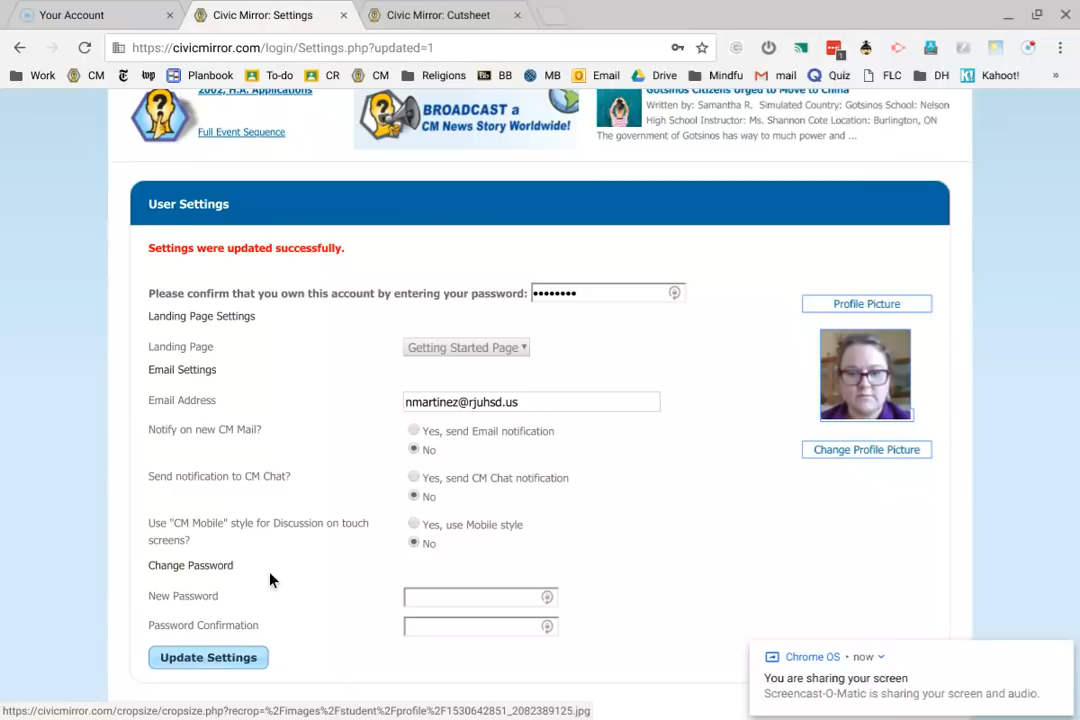 Your Account × Civic Mirror: Settings × Civic Mirror: Cutsheet ×
https://civicmirror.com/login/Settings.php?updated=1
Work CM wp Planbook To-do CR CM Religions Bb BB MB Email Drive Mindfu mail Quiz FLC DH K! Kahoot! »
2002, H.A. Applications
Full Event Sequence
BROADCAST a
CM News Story Worldwide!
Gotsinos Citizens Urged to Move to China
Written by: Samantha R. Simulated Country: Gotsinos School: Nelson
High School Instructor: Ms. Shannon Cote Location: Burlington, ON
The government of Gotsinos has way to much power and ...
User Settings
Settings were updated successfully.
Please confirm that you own this account by entering your password: ••••••••
Landing Page Settings
Landing Page Getting Started Page
Email Settings
Email Address nmartinez@rjuhsd.us
Notify on new CM Mail? Yes, send Email notification
No
Send notification to CM Chat? Yes, send CM Chat notification
No
Use "CM Mobile" style for Discussion on touch
screens?
Yes, use Mobile style
No
Change Password
New Password
Password Confirmation
Update Settings
Profile Picture
Change Profile Picture
Chrome OS • now
You are sharing your screen
Screencast-O-Matic is sharing your screen and audio.
https://civicmirror.com/cropsize/cropsize.php?recrop=%2Fimages%2Fstudent%2Fprofile%2F1530642851_2082389125.jpg